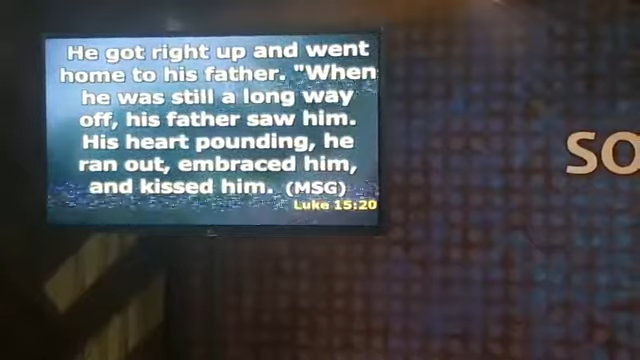 He got right up and went
home to his father. "When
he was still a long way
off, his father saw him.
His heart pounding, he
ran out, embraced him,
and kissed him. (MSG)
Luke 15:20
SO